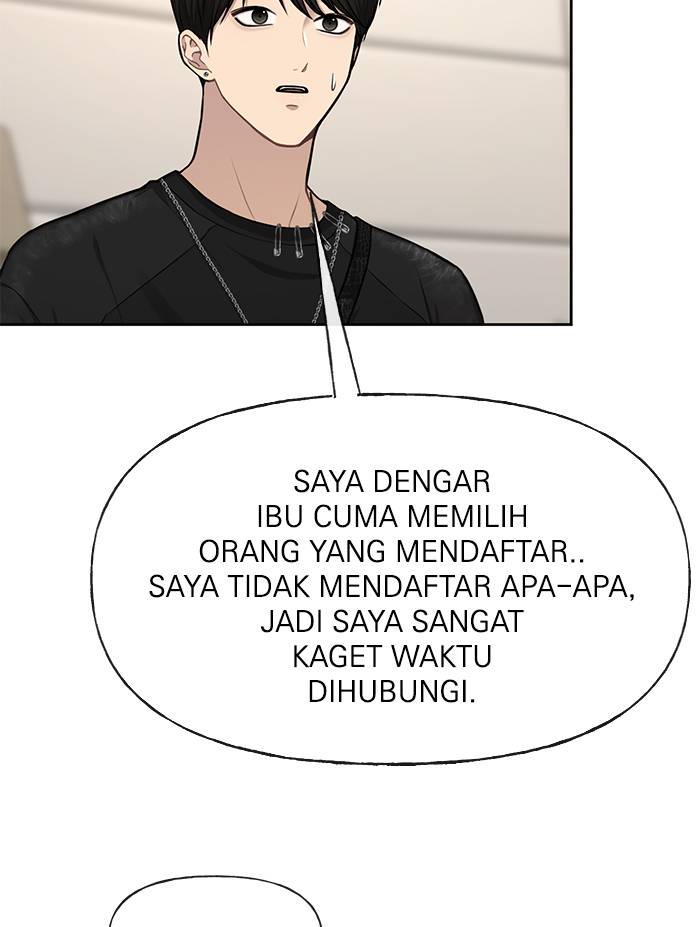 SAYA DENGAR
IBU CUMA MEMILIH
ORANG YANG MENDAFTAR..
SAYA TIDAK MENDAFTAR APA-APA,
JADI SAYA SANGAT
KAGET WAKTU
DIHUBUNGI.